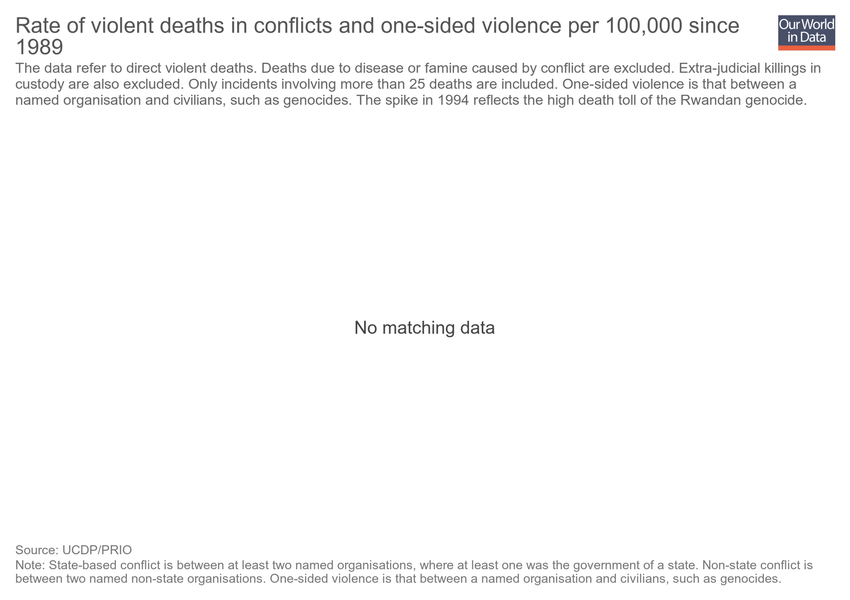 Rate of violent deaths in conflicts and one-sided violence per 100,000 since
1989
Our World
in Data
The data refer to direct violent deaths. Deaths due to disease or famine caused by conflict are excluded. Extra-judicial killings in
custody are also excluded. Only incidents involving more than 25 deaths are included. One-sided violence is that between a
named organisation and civilians, such as genocides. The spike in 1994 reflects the high death toll of the Rwandan genocide.
No matching data
Source: UCDP/PRIO
Note: State-based conflict is between at least two named organisations, where at least one was the government of a state. Non-state conflict is
between two named non-state organisations. One-sided violence is that between a named organisation and civilians, such as genocides.